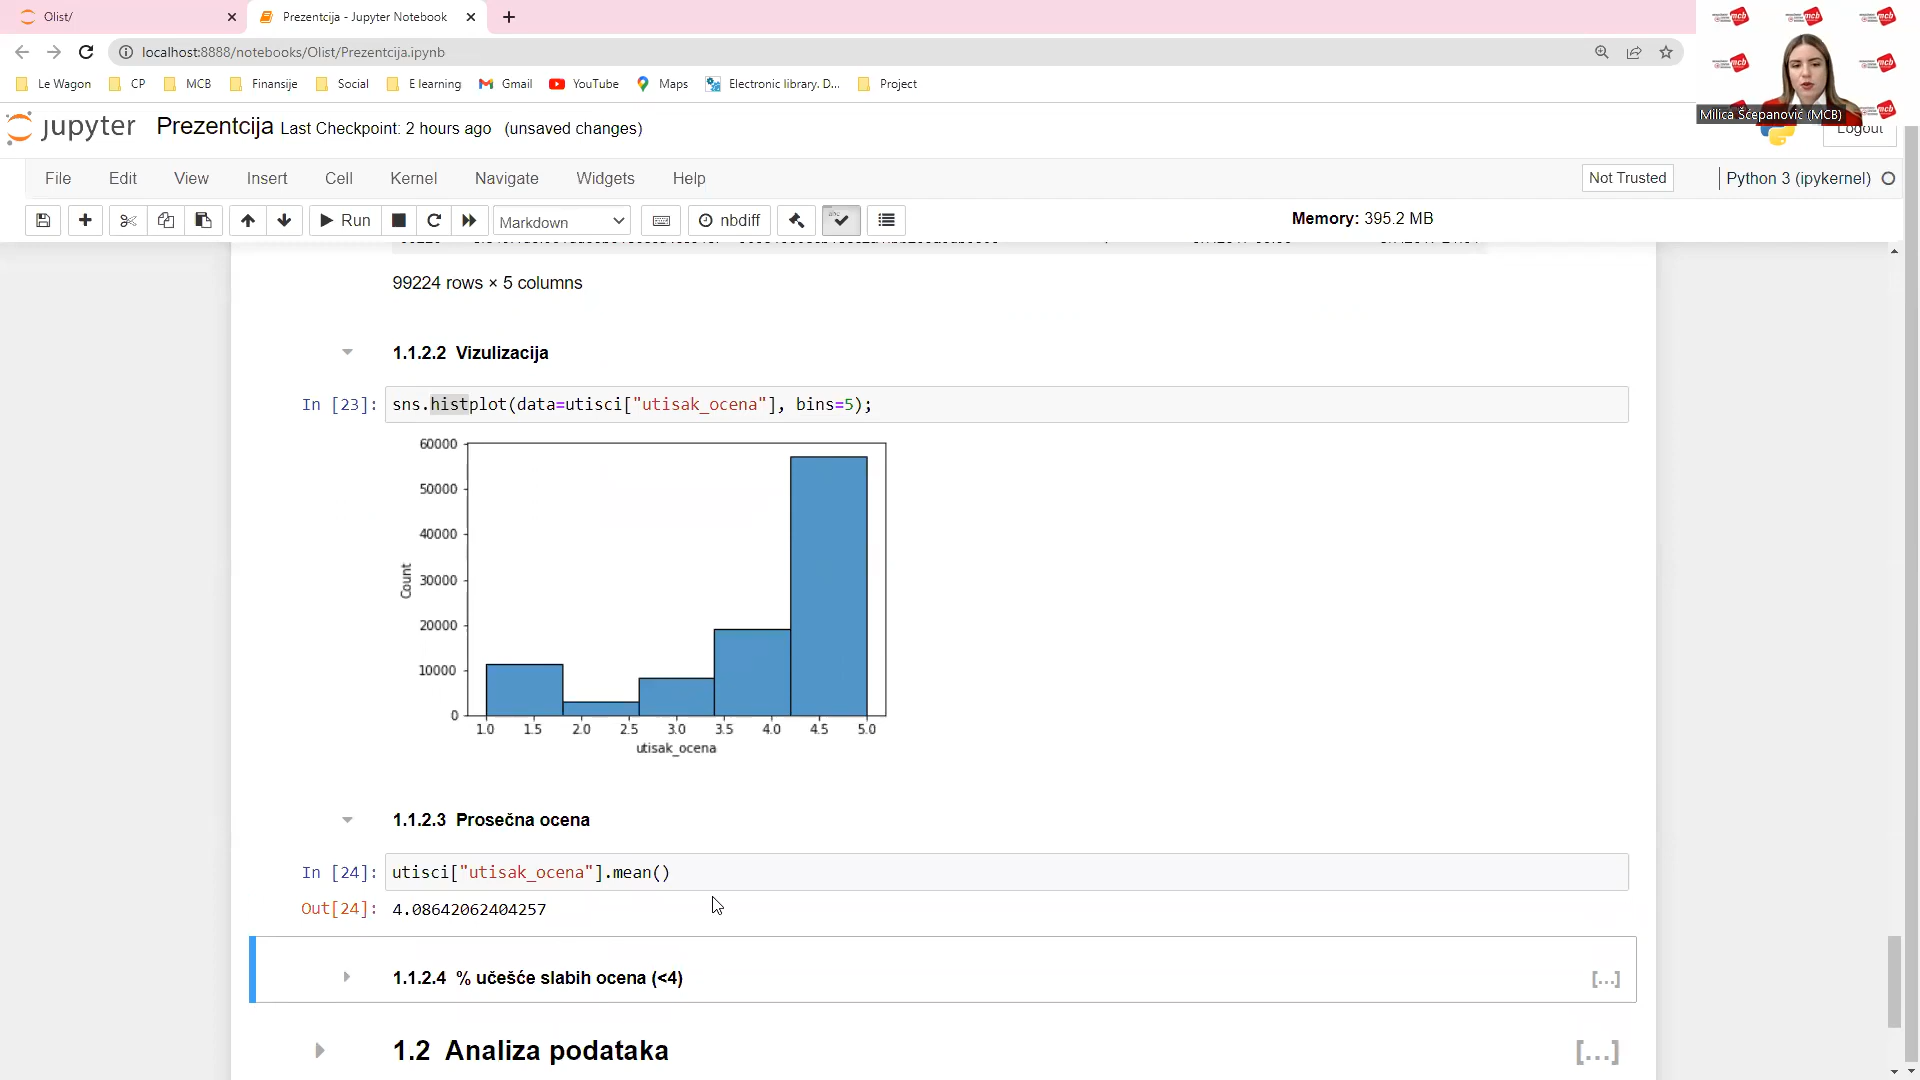 Olist/
Prezentcija - Jupyter Notebook
localhost:8888/notebooks/Olist/Prezentcija.ipynb
Le Wagon CP MCB Finansije Social E learning Gmail YouTube Maps Electronic library. D... Project
Milica Šćepanović (MCB)
jupyter Prezentcija Last Checkpoint: 2 hours ago (unsaved changes)
Logout
File Edit View Insert Cell Kernel Navigate Widgets Help
Not Trusted
Python 3 (ipykernel)
Run Markdown nbdiff
Memory: 395.2 MB
99224 rows × 5 columns
1.1.2.2 Vizulizacija
In [23]: sns.histplot(data=utisci["utisak_ocena"], bins=5);
60000
50000
40000
30000
20000
10000
0
Count
1.0 1.5 2.0 2.5 3.0 3.5 4.0 4.5 5.0
utisak_ocena
1.1.2.3 Prosečna ocena
In [24]: utisci["utisak_ocena"].mean()
Out[24]: 4.08642062404257
1.1.2.4 % učešće slabih ocena (<4)
[...]
1.2 Analiza podataka
[...]